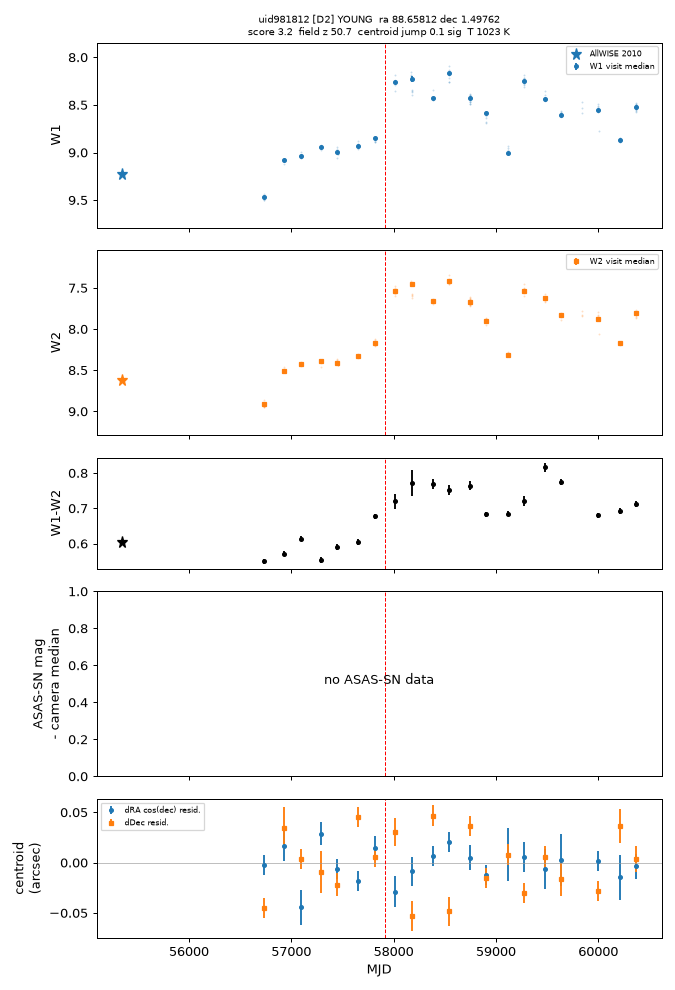 uid981812 [D2] YOUNG ra 88.65812 dec 1.49762
score 3.2 field z 50.7 centroid jump 0.1 sig T 1023 K
8.0
8.5
9.0
9.5
W1
AllWISE 2010
W1 visit median
7.5
8.0
8.5
9.0
W2
W2 visit median
0.8
0.7
0.6
W1-W2
1.0
0.8
0.6
0.4
0.2
0.0
ASAS-SN mag
- camera median
no ASAS-SN data
0.05
0.00
−0.05
centroid
(arcsec)
dRA cos(dec) resid.
dDec resid.
56000
57000
58000
59000
60000
MJD